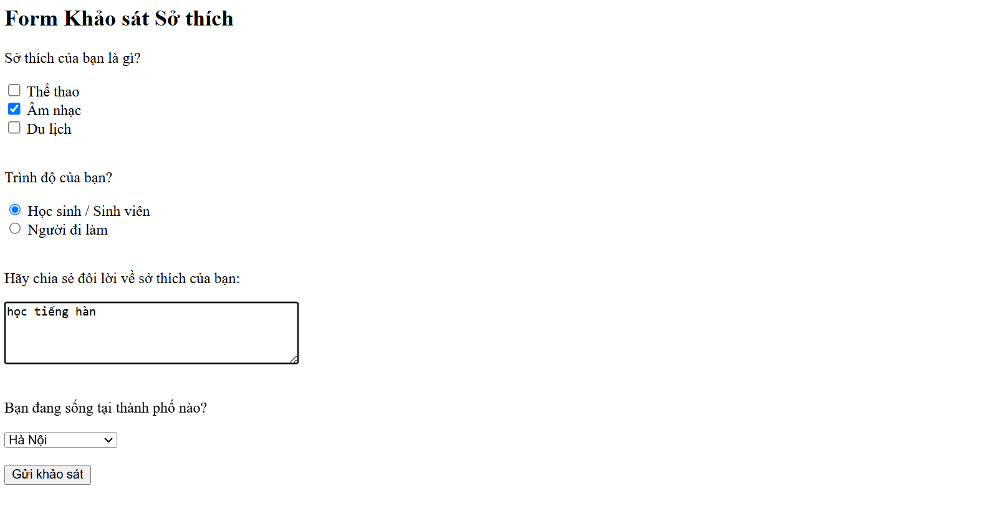 Form Khảo sát Sở thích
Sở thích của bạn là gì?
Thể thao
Âm nhạc
Du lịch
Trình độ của bạn?
Học sinh / Sinh viên
Người đi làm
Hãy chia sẻ đôi lời về sở thích của bạn:
học tiếng hàn
Bạn đang sống tại thành phố nào?
Hà Nội
Gửi khảo sát